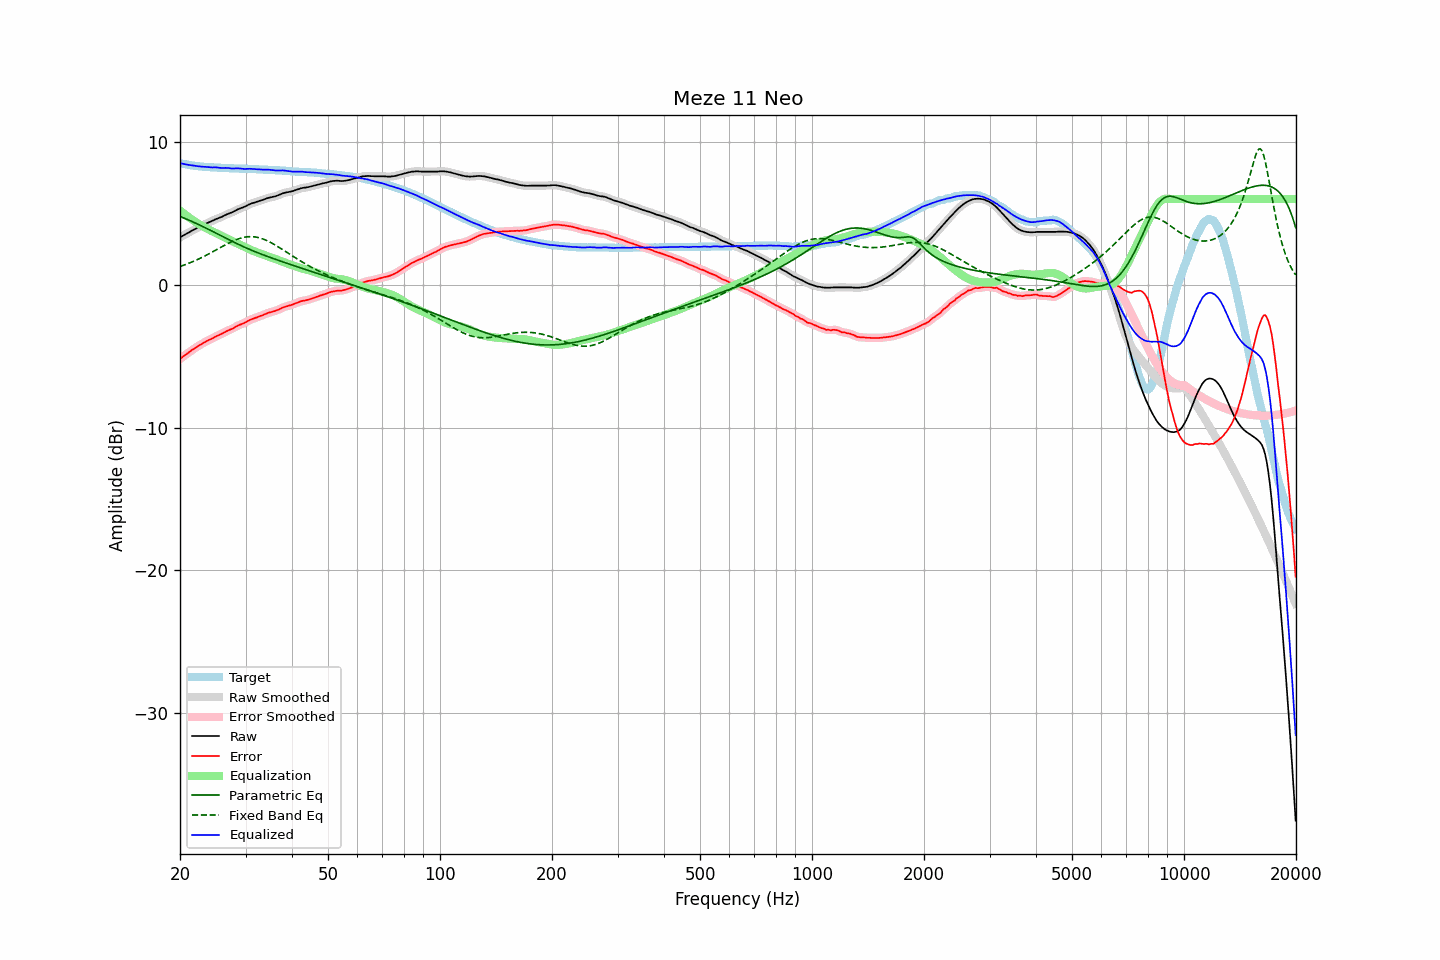 Meze 11 Neo
10
0
−10
−20
−30
Amplitude (dBr)
Target
Raw Smoothed
Error Smoothed
Raw
Error
Equalization
Parametric Eq
Fixed Band Eq
Equalized
20 50 100 200 500 1000 2000 5000 10000 20000
Frequency (Hz)